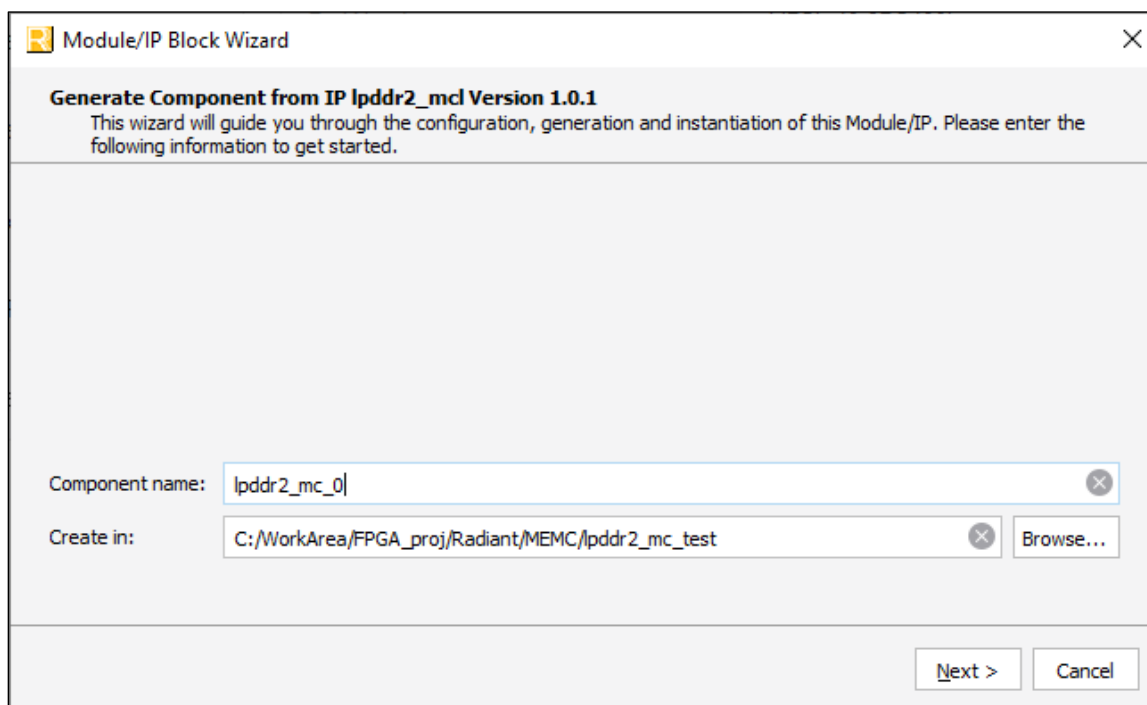 Module/IP Block Wizard
Generate Component from IP lpddr2_mcl Version 1.0.1
This wizard will guide you through the configuration, generation and instantiation of this Module/IP. Please enter the
following information to get started.
Component name: lpddr2_mc_0
Create in: C:/WorkArea/FPGA_proj/Radiant/MEMC/lpddr2_mc_test Browse...
Next > Cancel